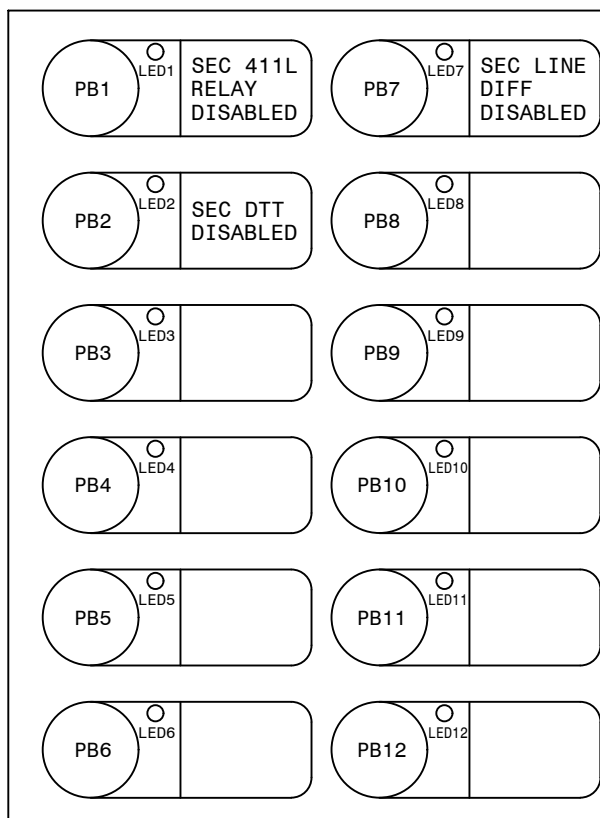 PB1
LED1
SEC 411L
RELAY
DISABLED
PB7
LED7
SEC LINE
DIFF
DISABLED
PB2
LED2
SEC DTT
DISABLED
PB8
LED8
PB3
LED3
PB9
LED9
PB4
LED4
PB10
LED10
PB5
LED5
PB11
LED11
PB6
LED6
PB12
LED12